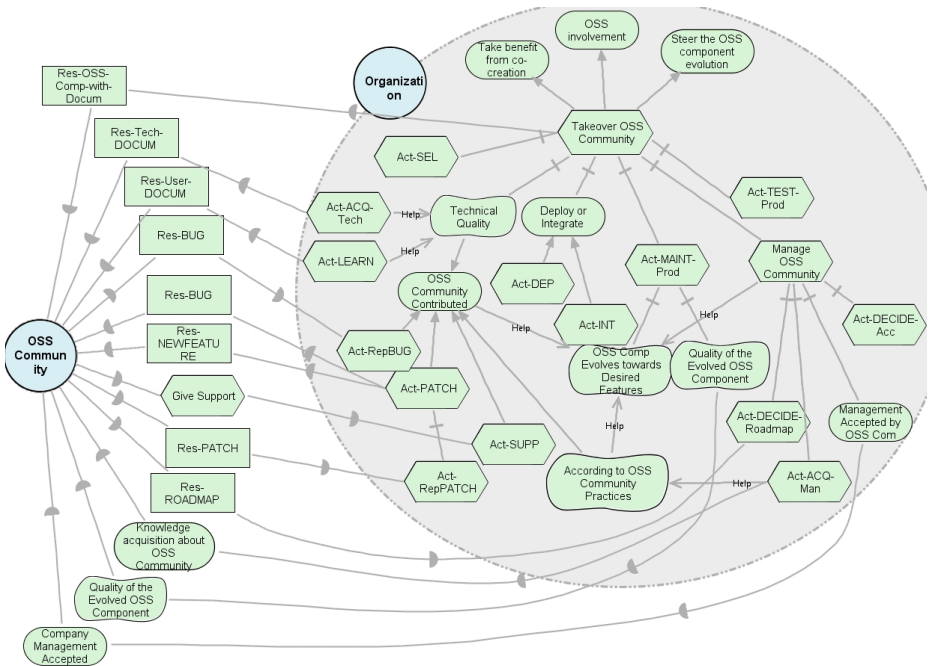 OSS
involvement
Steer the OSS
component
evolution
Take benefit
from co-
creation
Organizati
on
Res-OSS-
Comp-with-
Docum
Takeover OSS
Community
Res-Tech-
DOCUM
Act-SEL
Res-User-
DOCUM
Act-TEST-
Prod
Act-ACQ-
Tech
Help
Technical
Quality
Deploy or
Integrate
Res-BUG
Act-LEARN
Help
Act-MAINT-
Prod
Manage
OSS
Community
OSS
Community
Contributed
Act-DEP
Help
Res-BUG
Act-INT
Act-DECIDE-
Acc
OSS
Commun
ity
Res-
NEWFEATU
RE
Act-RepBUG
Help
Help
OSS Comp
Evolves towards
Desired
Features
Quality of the
Evolved OSS
Component
Give Support
Act-PATCH
Act-DECIDE-
Roadmap
Management
Accepted by
OSS Com
Help
Res-PATCH
Act-SUPP
Act-
RepPATCH
According to OSS
Community
Practices
Help
Act-ACQ-
Man
Res-
ROADMAP
Knowledge
acquisition about
OSS
Community
Quality of the
Evolved OSS
Component
Company
Management
Accepted